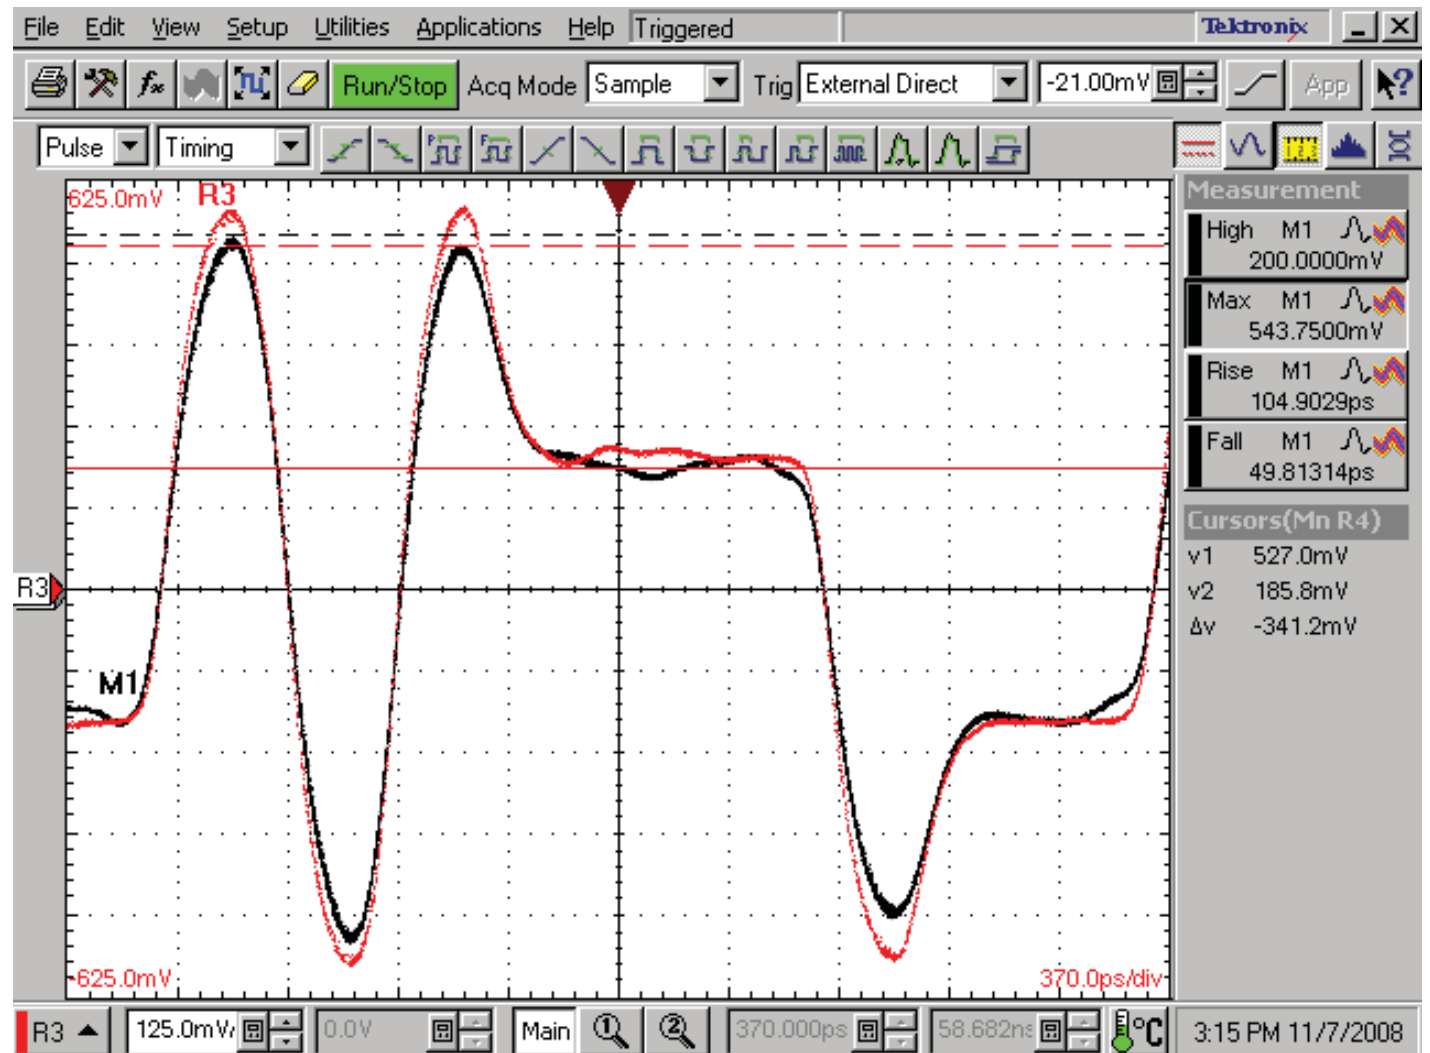 File Edit View Setup Utilities Applications Help Triggered Tektronix
Run/Stop Acq Mode Sample Trig External Direct -21.00mV App
Pulse Timing
625.0mV R3
Measurement
High M1
200.0000mV
Max M1
543.7500mV
Rise M1
104.9029ps
Fall M1
49.81314ps
Cursors(Mn R4)
v1 527.0mV
v2 185.8mV
Δv -341.2mV
R3
M1
-625.0mV 370.0ps/div
R3 125.0mV/ 0.0V Main 1 2 370.000ps 58.682ns °C 3:15 PM 11/7/2008